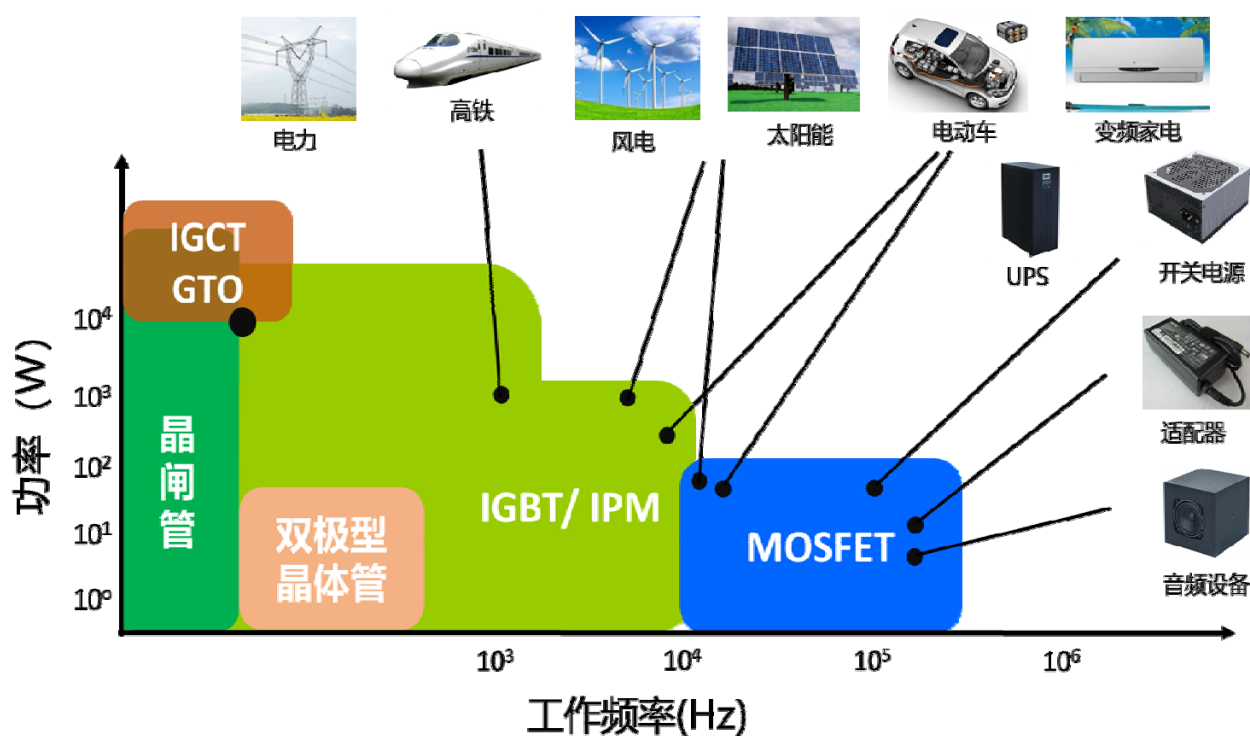 电力
高铁
风电
太阳能
电动车
变频家电
UPS
开关电源
适配器
音频设备
IGCT
GTO
晶
闸
管
双极型
晶体管
IGBT/ IPM
MOSFET
功率（W）
10⁴
10³
10²
10¹
10⁰
10³
10⁴
10⁵
10⁶
工作频率(Hz)